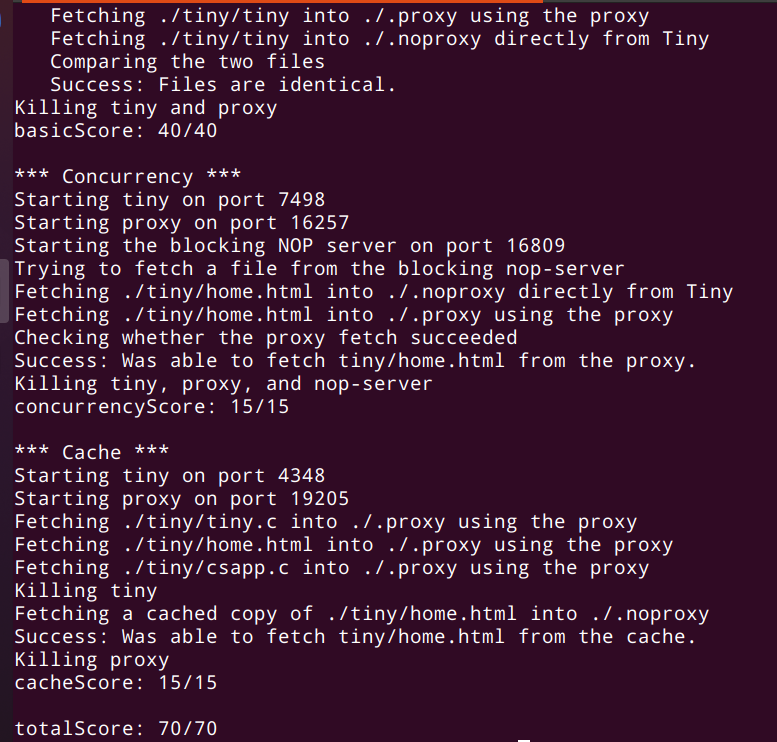 Fetching ./tiny/tiny into ./.proxy using the proxy
Fetching ./tiny/tiny into ./.noproxy directly from Tiny
Comparing the two files
Success: Files are identical.
Killing tiny and proxy
basicScore: 40/40
*** Concurrency ***
Starting tiny on port 7498
Starting proxy on port 16257
Starting the blocking NOP server on port 16809
Trying to fetch a file from the blocking nop-server
Fetching ./tiny/home.html into ./.noproxy directly from Tiny
Fetching ./tiny/home.html into ./.proxy using the proxy
Checking whether the proxy fetch succeeded
Success: Was able to fetch tiny/home.html from the proxy.
Killing tiny, proxy, and nop-server
concurrencyScore: 15/15
*** Cache ***
Starting tiny on port 4348
Starting proxy on port 19205
Fetching ./tiny/tiny.c into ./.proxy using the proxy
Fetching ./tiny/home.html into ./.proxy using the proxy
Fetching ./tiny/csapp.c into ./.proxy using the proxy
Killing tiny
Fetching a cached copy of ./tiny/home.html into ./.noproxy
Success: Was able to fetch tiny/home.html from the cache.
Killing proxy
cacheScore: 15/15
totalScore: 70/70